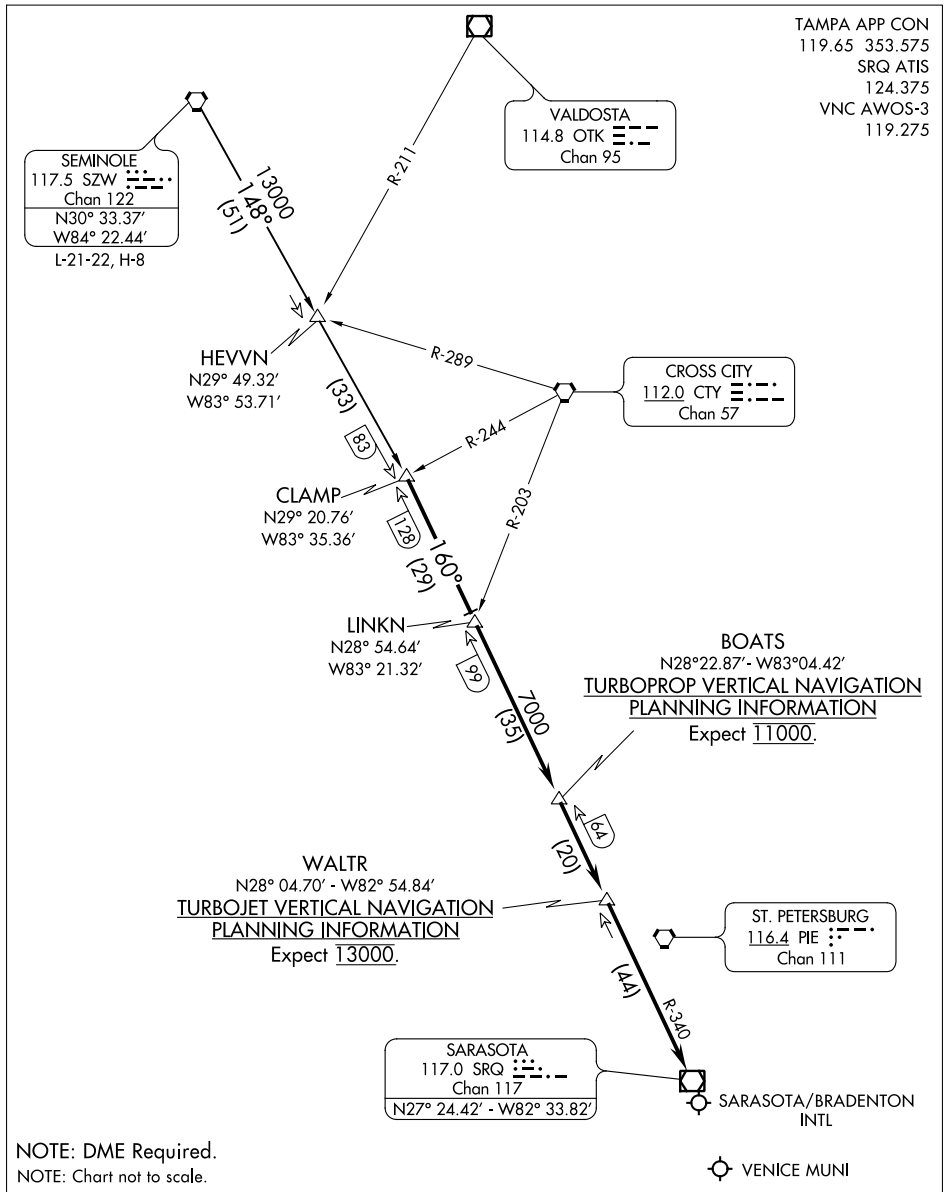 TAMPA APP CON
119.65 353.575
SRQ ATIS
124.375
VNC AWOS-3
119.275
VALDOSTA
114.8 OTK
Chan 95
SEMINOLE
117.5 SZW
Chan 122
N30° 33.37'
W84° 22.44'
L-21-22, H-8
13000
148°
(51)
R-211
HEVVN
N29° 49.32'
W83° 53.71'
R-289
CROSS CITY
112.0 CTY
Chan 57
(33)
83
R-244
CLAMP
N29° 20.76'
W83° 35.36'
R-203
128
160°
(29)
LINKN
N28° 54.64'
W83° 21.32'
99
7000
(35)
BOATS
N28°22.87' - W83°04.42'
TURBOPROP VERTICAL NAVIGATION
PLANNING INFORMATION
Expect 11000.
64
(20)
WALTR
N28° 04.70' - W82° 54.84'
TURBOJET VERTICAL NAVIGATION
PLANNING INFORMATION
Expect 13000.
ST. PETERSBURG
116.4 PIE
Chan 111
(44)
R-340
SARASOTA
117.0 SRQ
Chan 117
N27° 24.42' - W82° 33.82'
SARASOTA/BRADENTON
INTL
NOTE: DME Required.
NOTE: Chart not to scale.
VENICE MUNI